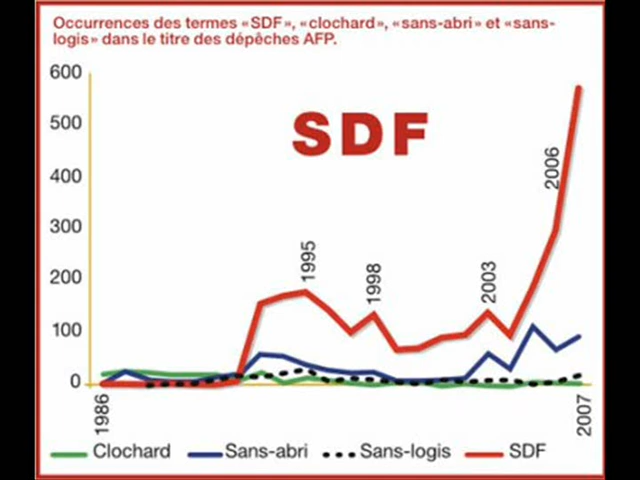 Occurrences des termes «SDF», «clochard», «sans-abri» et «sans-
logis» dans le titre des dépêches AFP.
600
SDF
500
400
2006
300
1995
1998
2003
200
100
0
1986
2007
Clochard
Sans-abri
Sans-logis
SDF